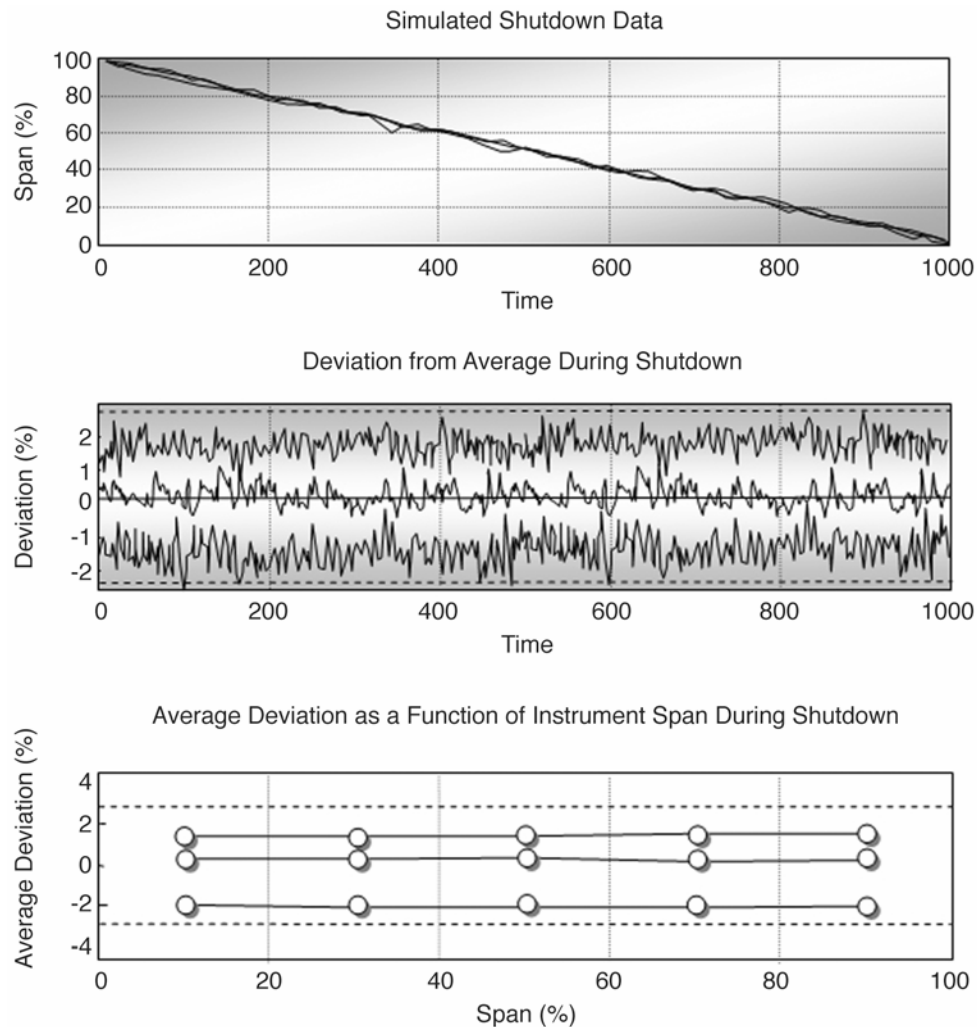 Simulated Shutdown Data
Span (%)
100
80
60
40
20
0
0 200 400 600 800 1000
Time
Deviation from Average During Shutdown
Deviation (%)
2
1
0
-1
-2
0 200 400 600 800 1000
Time
Average Deviation as a Function of Instrument Span During Shutdown
Average Deviation (%)
4
2
0
-2
-4
0 20 40 60 80 100
Span (%)